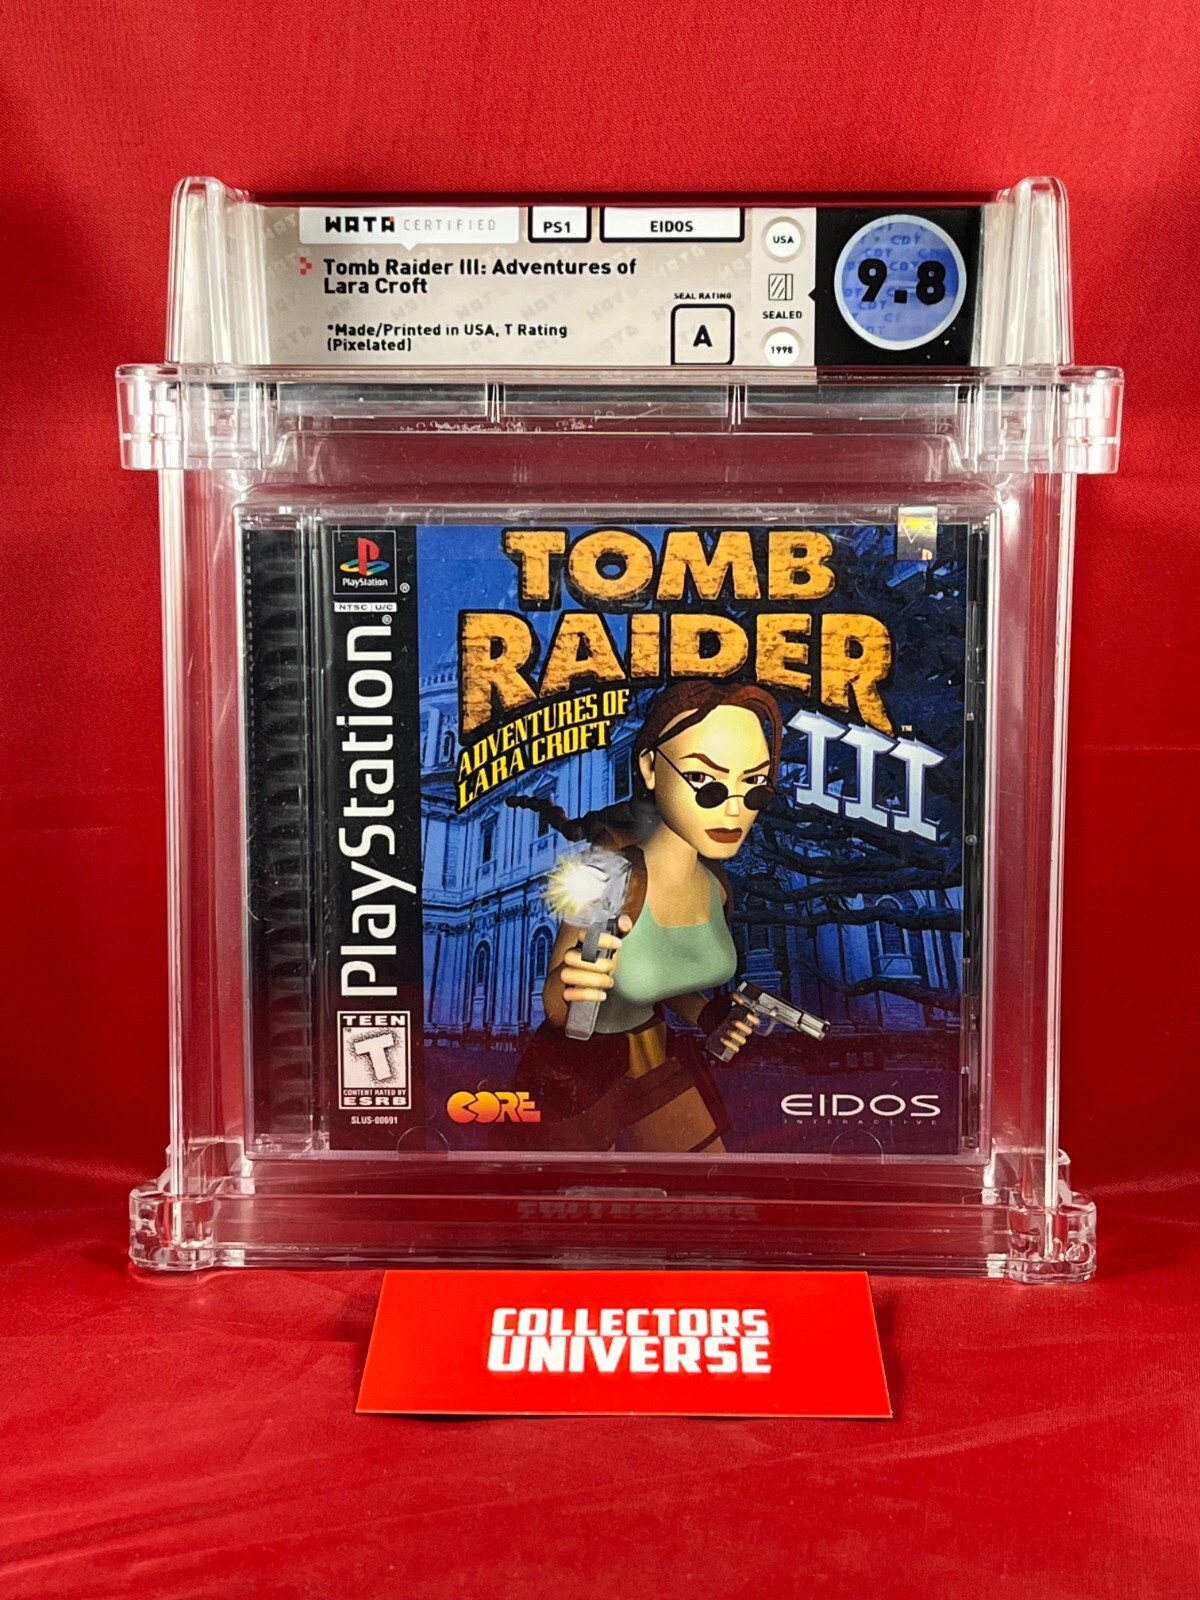 WATA CERTIFIED
PS1
EIDOS
Tomb Raider III: Adventures of
Lara Croft
*Made/Printed in USA, T Rating
(Pixelated)
SEAL RATING
A
USA
SEALED
1998
9.8
PlayStation
®
NTSC U/C
PlayStation®
TOMB
RAIDER
ADVENTURES OF
LARA CROFT
III
™
TEEN
T
CONTENT RATED BY
ESRB
SLUS-00691
CORE
EIDOS
INTERACTIVE
COLLECTORS
UNIVERSE